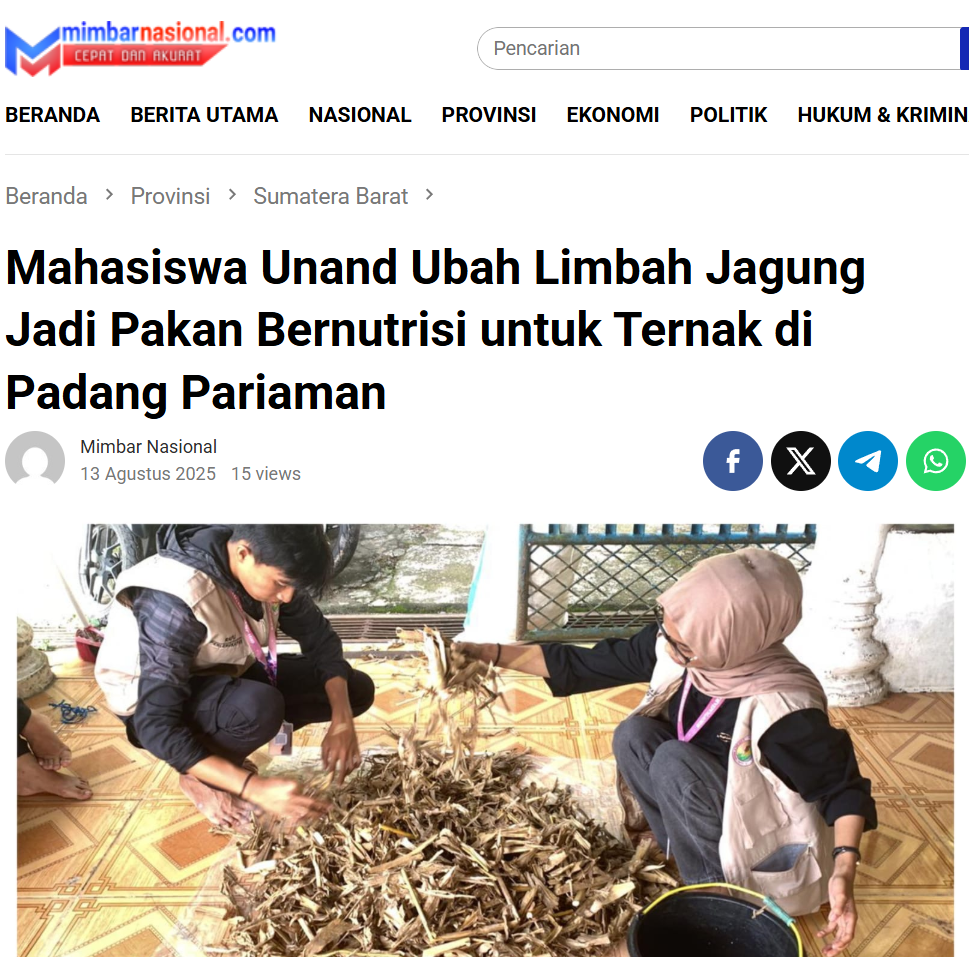 mimbarnasional.com
CEPAT DAN AKURAT
Pencarian
BERANDA BERITA UTAMA NASIONAL PROVINSI EKONOMI POLITIK HUKUM & KRIMIN
Beranda > Provinsi > Sumatera Barat >
Mahasiswa Unand Ubah Limbah Jagung
Jadi Pakan Bernutrisi untuk Ternak di
Padang Pariaman
Mimbar Nasional
13 Agustus 2025 15 views